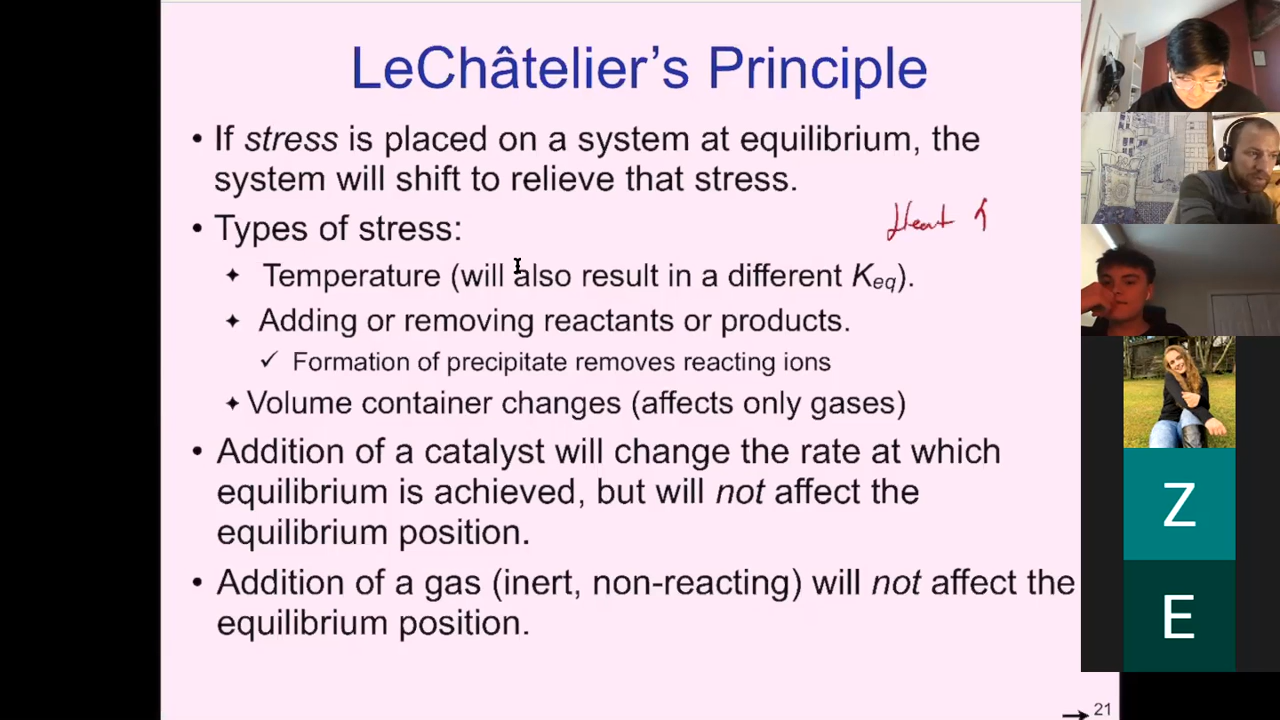 LeChâtelier's Principle
• If stress is placed on a system at equilibrium, the
system will shift to relieve that stress.
Heat
• Types of stress:
✦ Temperature (will also result in a different Keq).
✦ Adding or removing reactants or products.
✓ Formation of precipitate removes reacting ions
✦ Volume container changes (affects only gases)
• Addition of a catalyst will change the rate at which
equilibrium is achieved, but will not affect the
equilibrium position.
• Addition of a gas (inert, non-reacting) will not affect the
equilibrium position.
→ 21
Z
E